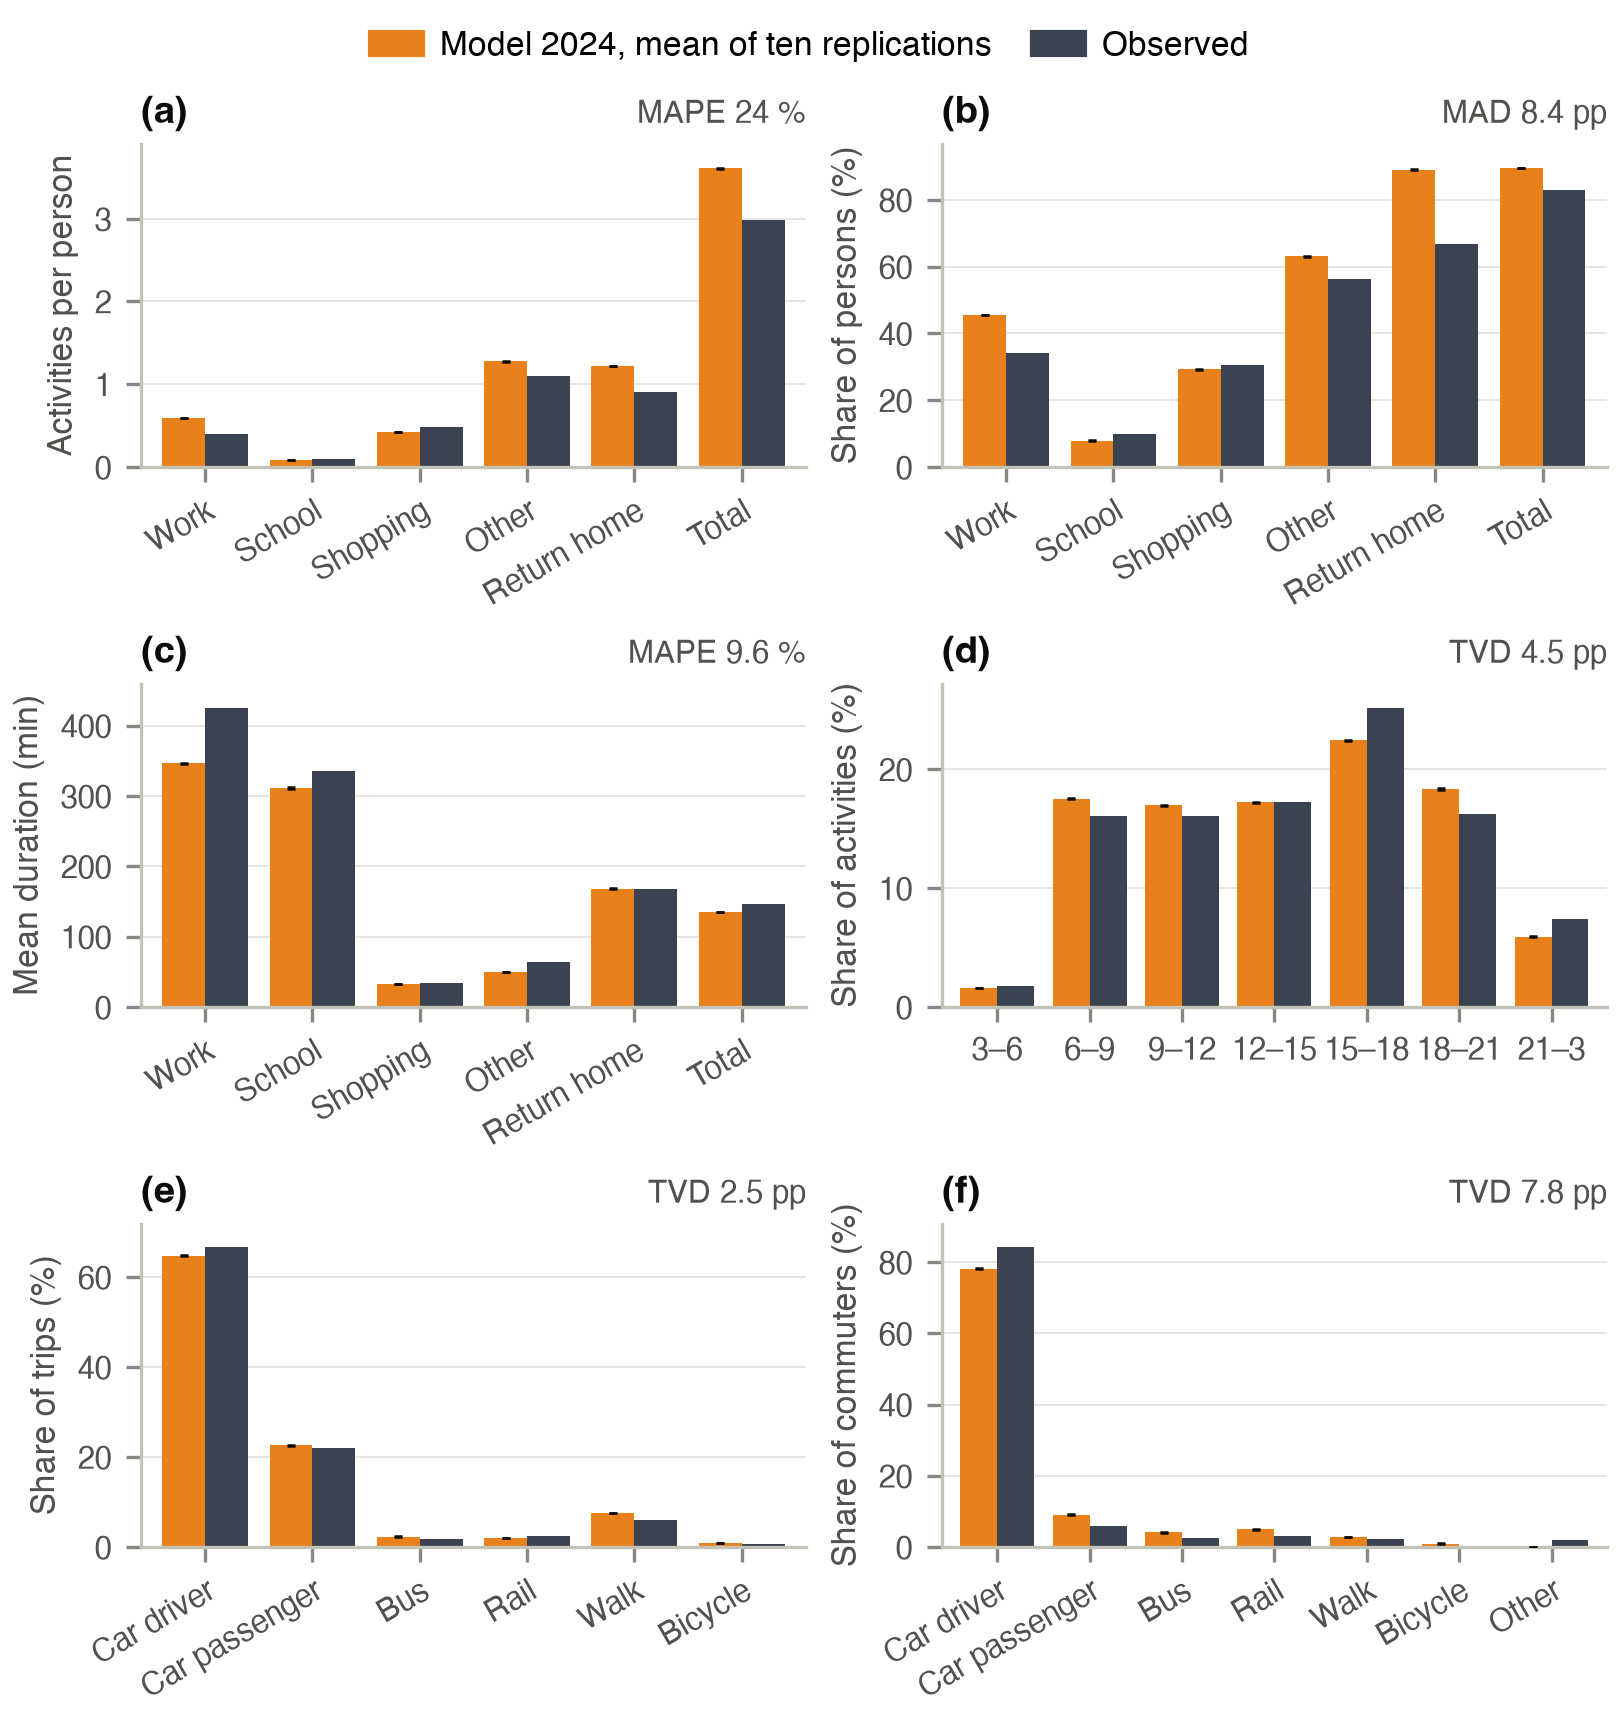 Model 2024, mean of ten replications
Observed
(a)
MAPE 24 %
Activities per person
3
2
1
0
Work
School
Shopping
Other
Return home
Total
(b)
MAD 8.4 pp
Share of persons (%)
80
60
40
20
0
Work
School
Shopping
Other
Return home
Total
(c)
MAPE 9.6 %
Mean duration (min)
400
300
200
100
0
Work
School
Shopping
Other
Return home
Total
(d)
TVD 4.5 pp
Share of activities (%)
20
10
0
3–6
6–9
9–12
12–15
15–18
18–21
21–3
(e)
TVD 2.5 pp
Share of trips (%)
60
40
20
0
Car driver
Car passenger
Bus
Rail
Walk
Bicycle
(f)
TVD 7.8 pp
Share of commuters (%)
80
60
40
20
0
Car driver
Car passenger
Bus
Rail
Walk
Bicycle
Other